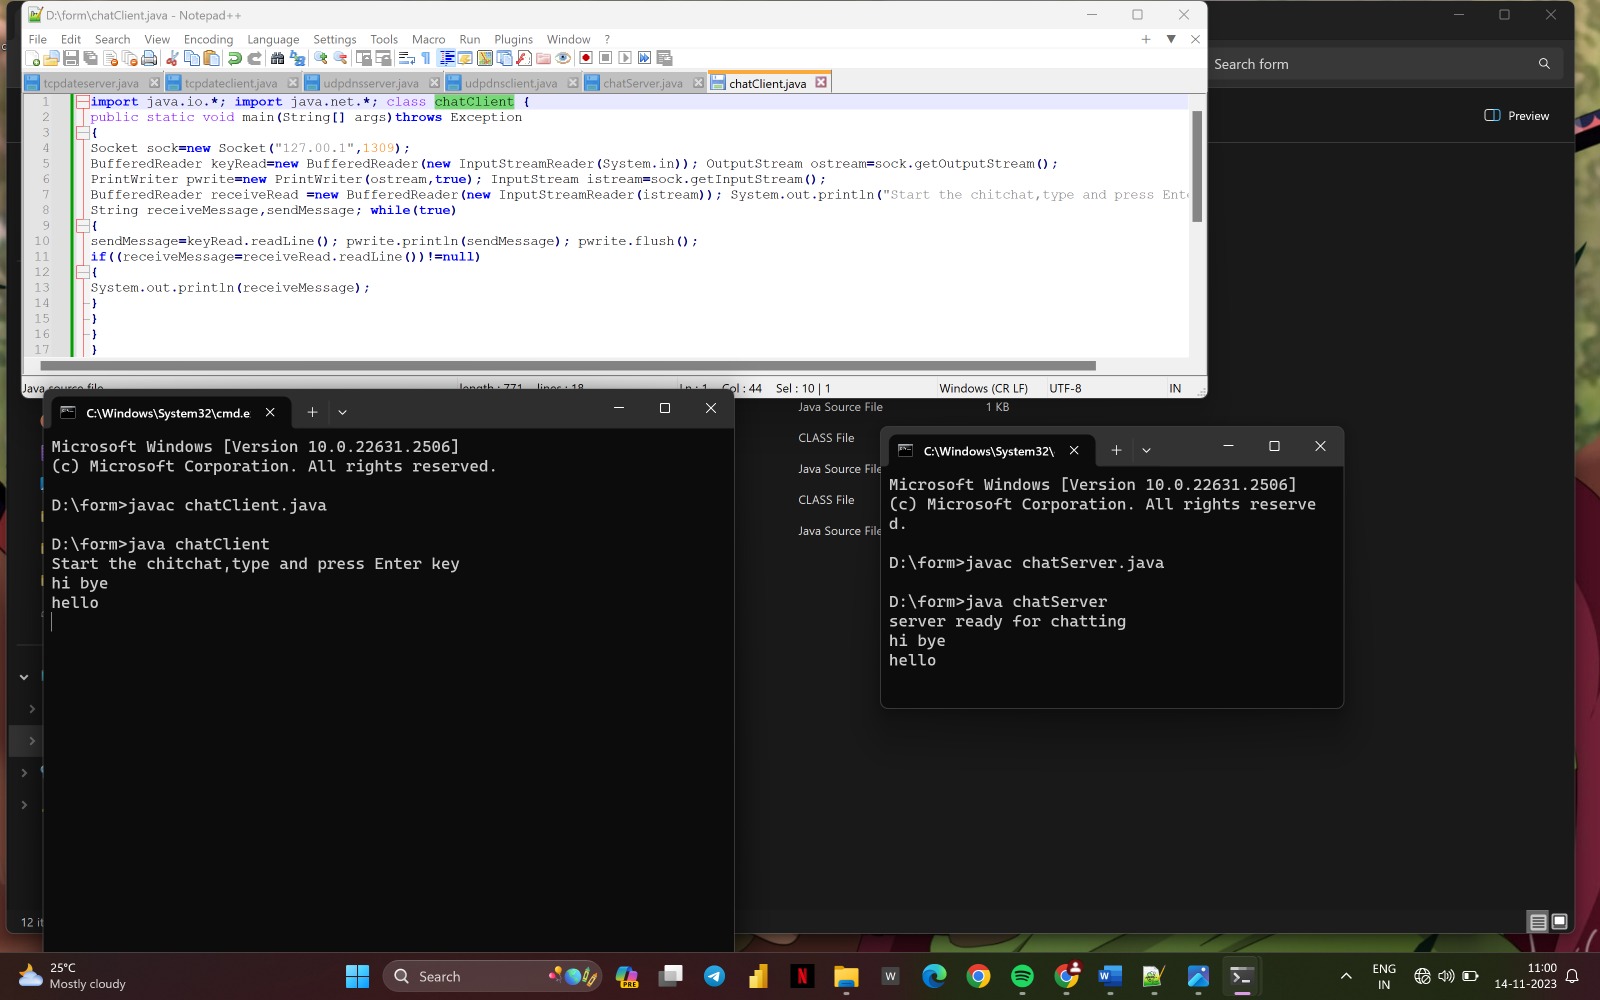 D:\form\chatClient.java - Notepad++
File Edit Search View Encoding Language Settings Tools Macro Run Plugins Window ?
tcpdateserver.java tcpdateclient.java udpdnsserver.java udpdnsclient.java chatServer.java chatClient.java
1 import java.io.*; import java.net.*; class chatClient {
2 public static void main(String[] args)throws Exception
3 {
4 Socket sock=new Socket("127.00.1",1309);
5 BufferedReader keyRead=new BufferedReader(new InputStreamReader(System.in)); OutputStream ostream=sock.getOutputStream();
6 PrintWriter pwrite=new PrintWriter(ostream,true); InputStream istream=sock.getInputStream();
7 BufferedReader receiveRead =new BufferedReader(new InputStreamReader(istream)); System.out.println("Start the chitchat,type and press Ente
8 String receiveMessage,sendMessage; while(true)
9 {
10 sendMessage=keyRead.readLine(); pwrite.println(sendMessage); pwrite.flush();
11 if((receiveMessage=receiveRead.readLine())!=null)
12 {
13 System.out.println(receiveMessage);
14 }
15 }
16 }
17 }
Java source file length : 771 lines : 18 Ln : 1 Col : 44 Sel : 10 | 1 Windows (CR LF) UTF-8 IN
Search form
Preview
Java Source File 1 KB
CLASS File
Java Source File
CLASS File
Java Source File
12 it
C:\Windows\System32\cmd.e
Microsoft Windows [Version 10.0.22631.2506]
(c) Microsoft Corporation. All rights reserved.
D:\form>javac chatClient.java
D:\form>java chatClient
Start the chitchat,type and press Enter key
hi bye
hello
C:\Windows\System32\
Microsoft Windows [Version 10.0.22631.2506]
(c) Microsoft Corporation. All rights reserve
d.
D:\form>javac chatServer.java
D:\form>java chatServer
server ready for chatting
hi bye
hello
25°C
Mostly cloudy
Search
PRE
N
W
W
ENG
IN
11:00
14-11-2023